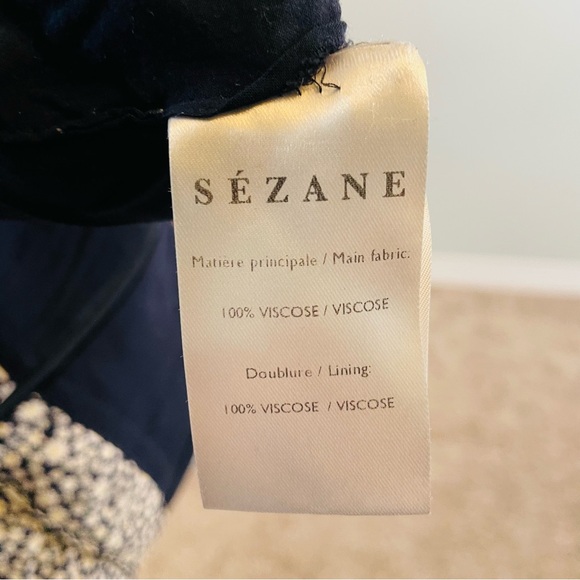 SÉZANE
Matière principale / Main fabric:
100% VISCOSE / VISCOSE
Doublure / Lining:
100% VISCOSE / VISCOSE